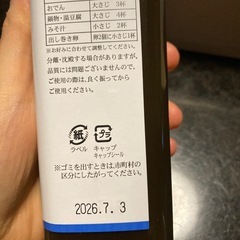 おでん 大さじ 3杯
鍋物・湯豆腐 大さじ 4杯
みそ汁 小さじ 2杯
出し巻き卵 卵2個に小さじ1杯
※お好みに合わせて調整してください。
分離・沈殿する場合がありますが、
品質には問題ございませんので、
ご使用の際は、良く振ってからご
使用ください。
紙 プラ
ラベル キャップ
キャップシール
※ゴミを出すときは、市町村の
区分にしたがってください。
2026.7.3